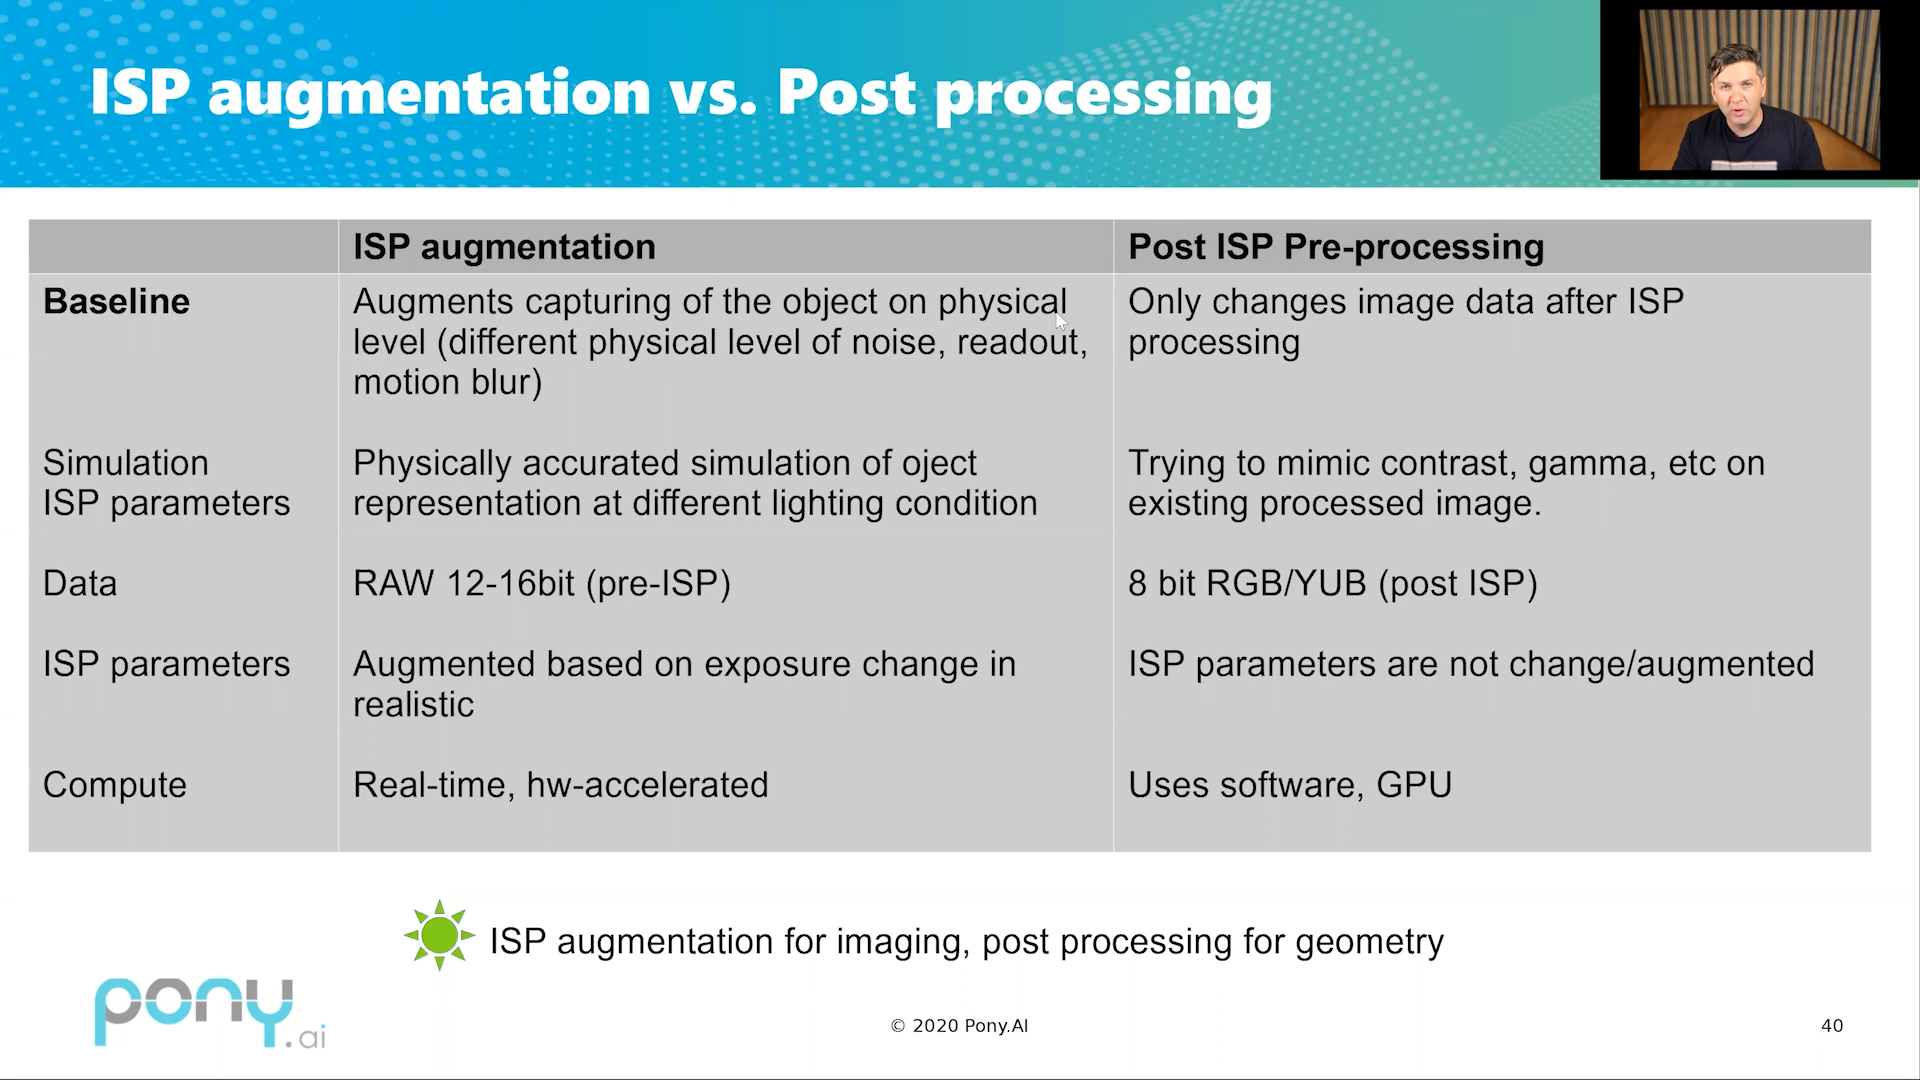 ISP augmentation vs. Post processing
ISP augmentation
Post ISP Pre-processing
Baseline
Augments capturing of the object on physical
level (different physical level of noise, readout,
motion blur)
Only changes image data after ISP
processing
Simulation
ISP parameters
Physically accurated simulation of oject
representation at different lighting condition
Trying to mimic contrast, gamma, etc on
existing processed image.
Data
RAW 12-16bit (pre-ISP)
8 bit RGB/YUB (post ISP)
ISP parameters
Augmented based on exposure change in
realistic
ISP parameters are not change/augmented
Compute
Real-time, hw-accelerated
Uses software, GPU
ISP augmentation for imaging, post processing for geometry
pony.ai
© 2020 Pony.AI
40